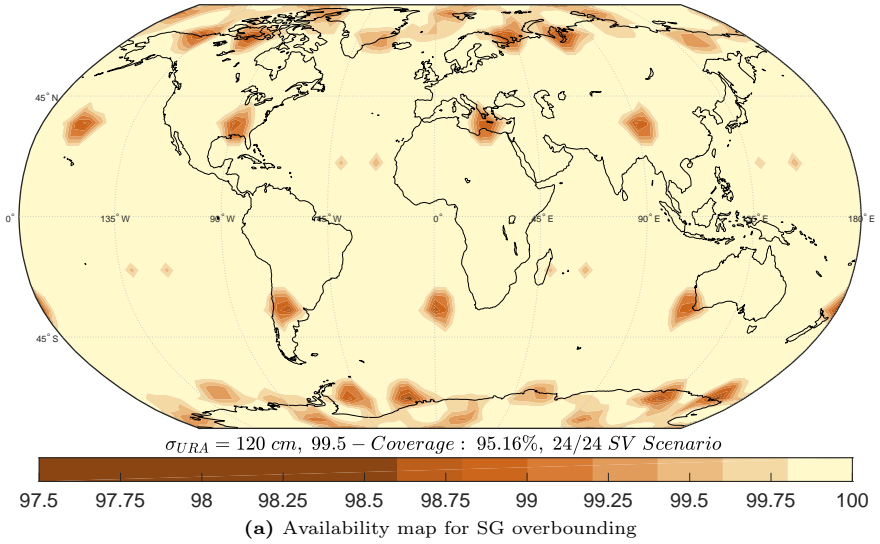 45° N
0°
135° W
90° W
45° W
0°
45° E
90° E
135° E
180° E
45° S
σ_URA = 120 cm, 99.5 − Coverage : 95.16%, 24/24 SV Scenario
97.5 97.75 98 98.25 98.5 98.75 99 99.25 99.5 99.75 100
(a) Availability map for SG overbounding